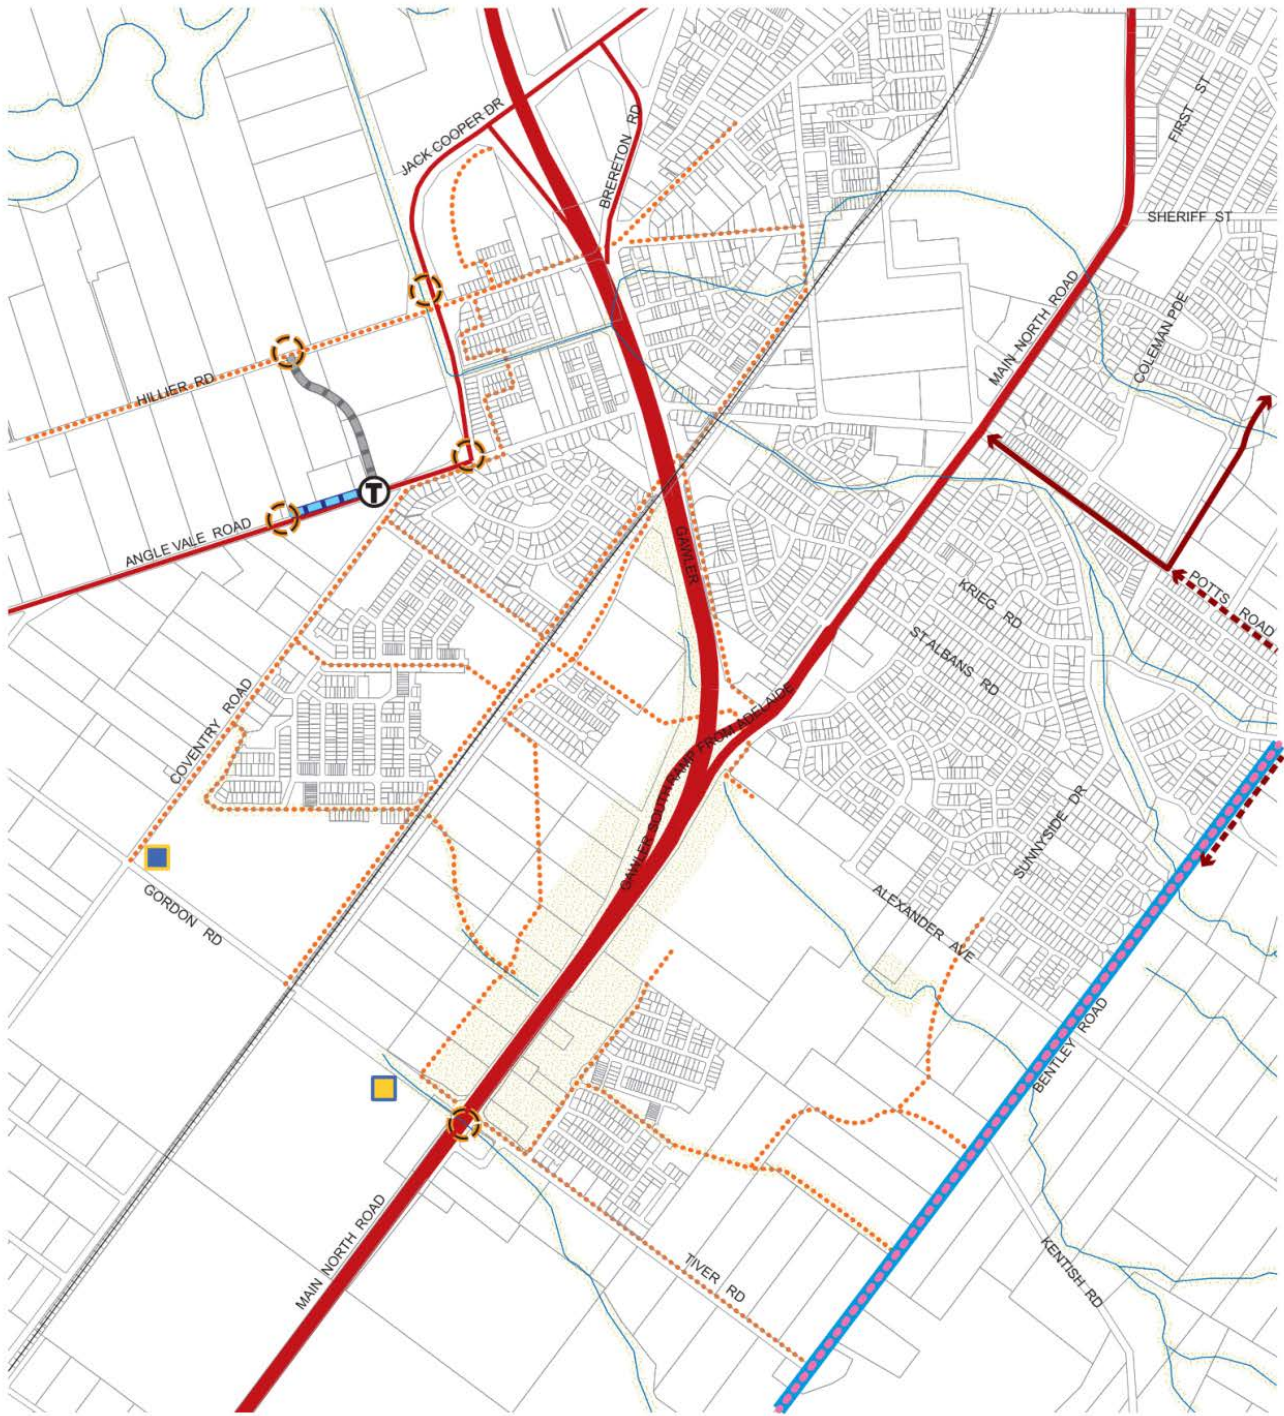 FIRST ST
JACK COOPER DR
BRERETON RD
SHERIFF ST
MAIN NORTH ROAD
COLEMAN PDE
HILLIER RD
T
ANGLE VALE ROAD
GAWLER
POTTS ROAD
KRIEG RD
ST ALBANS RD
COVENTRY ROAD
GAWLER SOUTH RAMP FROM ADELAIDE
SUNNYSIDE DR
GORDON RD
ALEXANDER AVE
BENTLEY ROAD
MAIN NORTH ROAD
TIVER RD
KENTISH RD